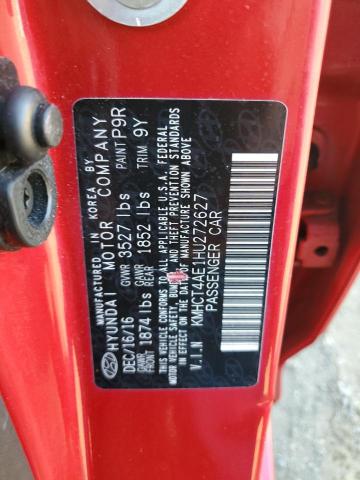 MANUFACTURED IN KOREA BY
HYUNDAI MOTOR COMPANY
DEC/16/16 GVWR 3527 lbs PAINT P9R
GAWR FRONT 1874 lbs GAWR REAR 1852 lbs TRIM 9Y
THIS VEHICLE CONFORMS TO ALL APPLICABLE U.S.A. FEDERAL
MOTOR VEHICLE SAFETY, BUMPER, & THEFT PREVENTION STANDARDS
IN EFFECT ON THE DATE OF MANUFACTURE SHOWN ABOVE.
V.I.N KMHCT4AE1HU272627
PASSENGER CAR